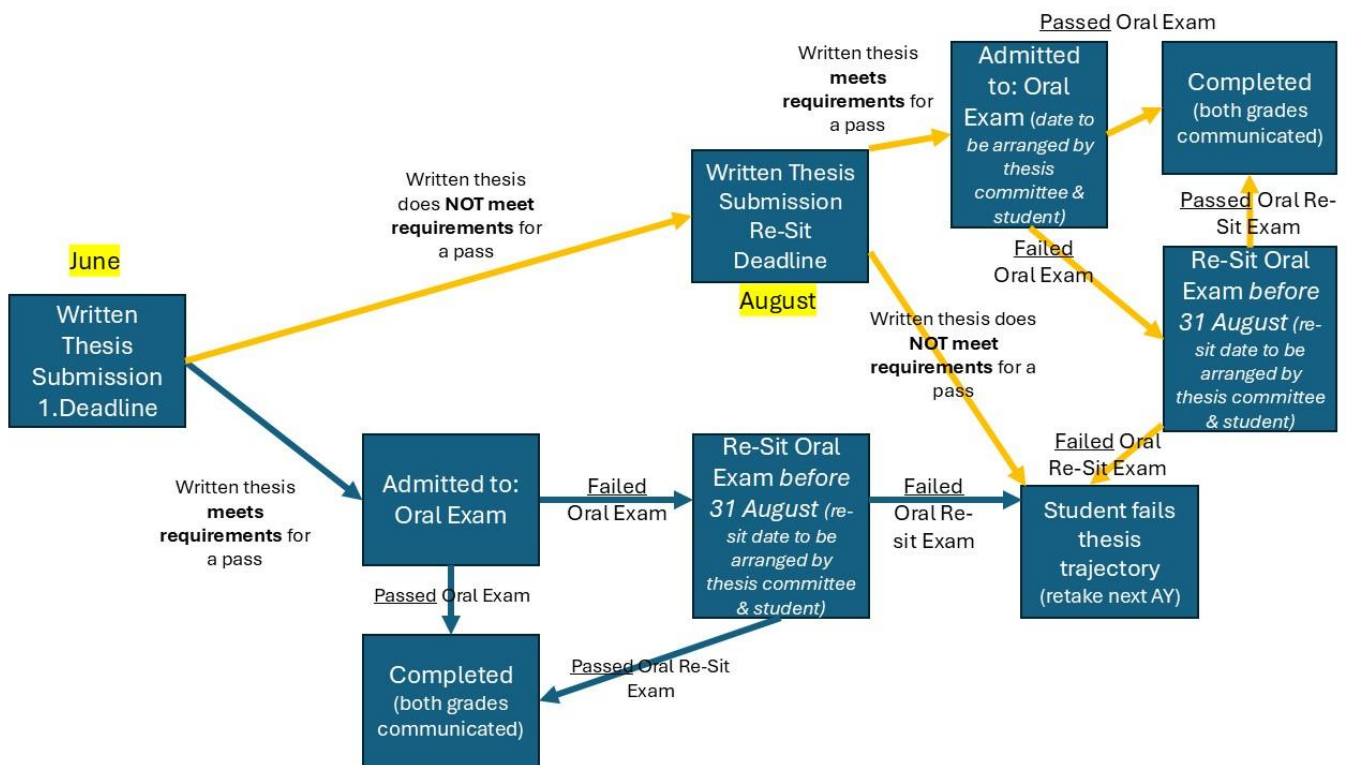 June
Written
Thesis
Submission
1.Deadline
Written thesis
does NOT meet
requirements for
a pass
Written thesis
meets
requirements for
a pass
Written Thesis
Submission
Re-Sit
Deadline
August
Written thesis
meets
requirements for
a pass
Written thesis does
NOT meet
requirements for a
pass
Admitted
to: Oral
Exam (date to
be arranged by
thesis
committee &
student)
Passed Oral Exam
Completed
(both grades
communicated)
Failed
Oral Exam
Passed Oral Re-
Sit Exam
Re-Sit Oral
Exam before
31 August (re-
sit date to be
arranged by
thesis committee
& student)
Failed Oral
Re-Sit Exam
Admitted to:
Oral Exam
Failed
Oral Exam
Re-Sit Oral
Exam before
31 August (re-
sit date to be
arranged by
thesis committee
& student)
Failed
Oral Re-
sit Exam
Student fails
thesis
trajectory
(retake next AY)
Passed Oral Exam
Passed Oral Re-Sit
Exam
Completed
(both grades
communicated)